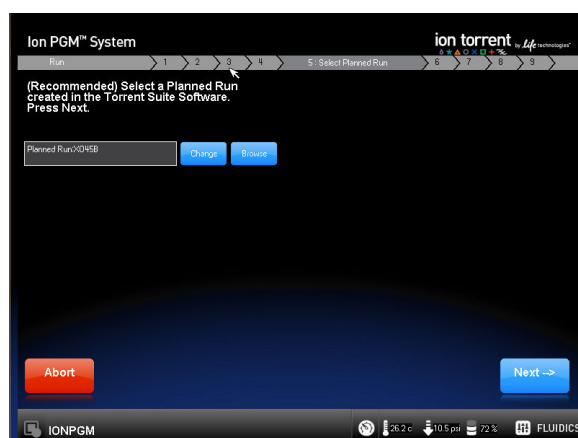 Ion PGM™ System
ion torrent by Life technologies™
Run 1 2 3 4 5: Select Planned Run 6 7 8 9
(Recommended) Select a Planned Run
created in the Torrent Suite Software.
Press Next.
Planned Run:X045B Change Browse
Abort Next -->
IONPGM 26.2 c 10.5 psi 72 % FLUIDICS